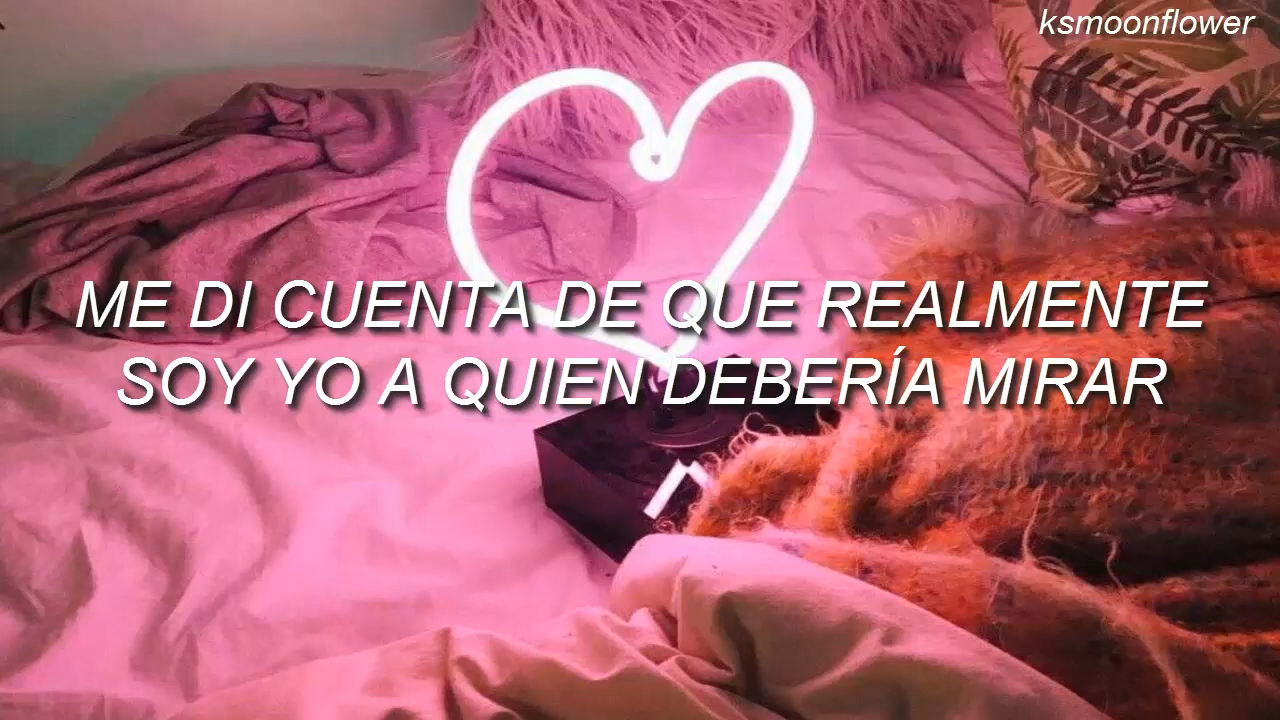 ksmoonflower
ME DI CUENTA DE QUE REALMENTE
SOY YO A QUIEN DEBERÍA MIRAR